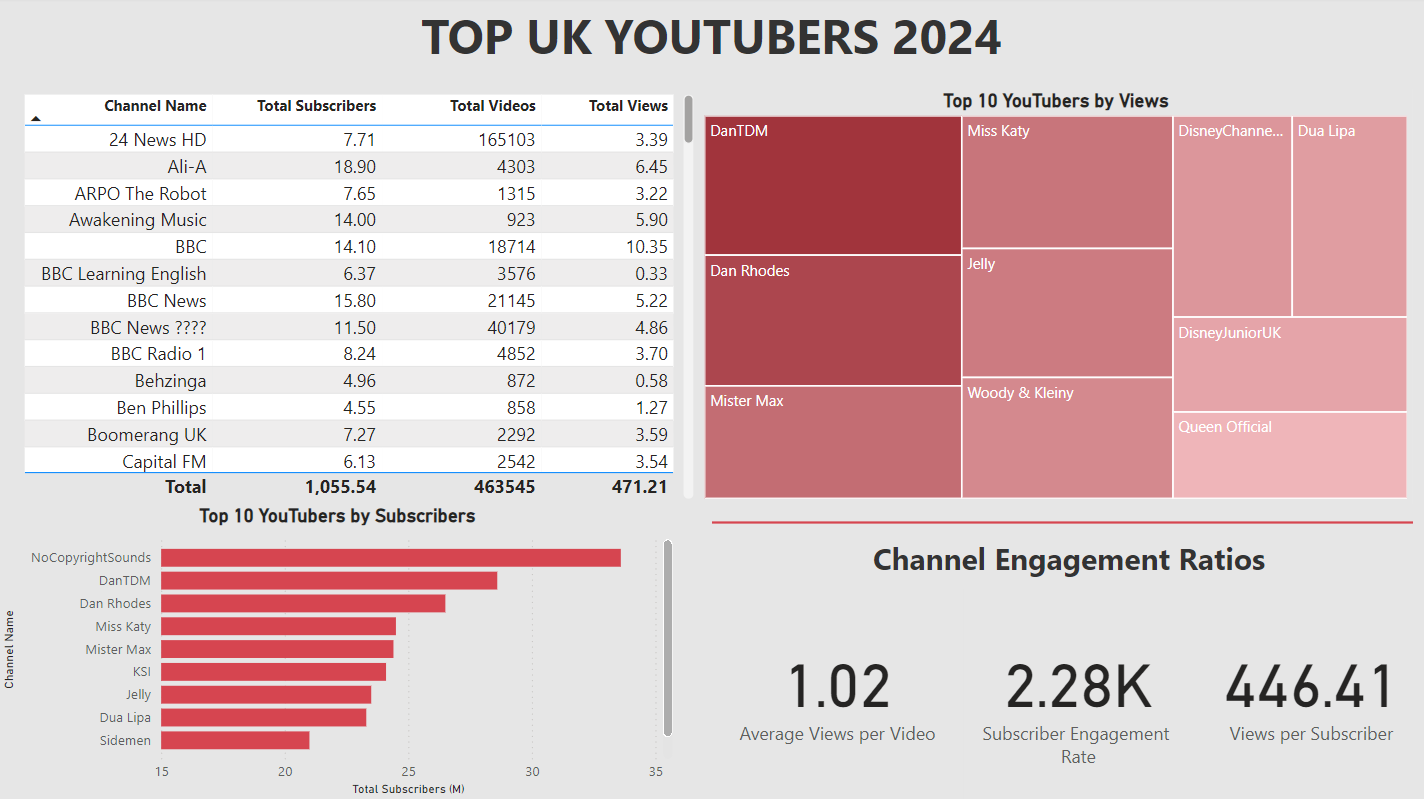 TOP UK YOUTUBERS 2024
Channel Name Total Subscribers Total Videos Total Views
24 News HD 7.71 165103 3.39
Ali-A 18.90 4303 6.45
ARPO The Robot 7.65 1315 3.22
Awakening Music 14.00 923 5.90
BBC 14.10 18714 10.35
BBC Learning English 6.37 3576 0.33
BBC News 15.80 21145 5.22
BBC News ???? 11.50 40179 4.86
BBC Radio 1 8.24 4852 3.70
Behzinga 4.96 872 0.58
Ben Phillips 4.55 858 1.27
Boomerang UK 7.27 2292 3.59
Capital FM 6.13 2542 3.54
Total 1,055.54 463545 471.21
Top 10 YouTubers by Views
DanTDM
Dan Rhodes
Mister Max
Miss Katy
Jelly
Woody & Kleiny
DisneyChanne...
Dua Lipa
DisneyJuniorUK
Queen Official
Top 10 YouTubers by Subscribers
Channel Name
NoCopyrightSounds
DanTDM
Dan Rhodes
Miss Katy
Mister Max
KSI
Jelly
Dua Lipa
Sidemen
15 20 25 30 35
Total Subscribers (M)
Channel Engagement Ratios
1.02
Average Views per Video
2.28K
Subscriber Engagement
Rate
446.41
Views per Subscriber